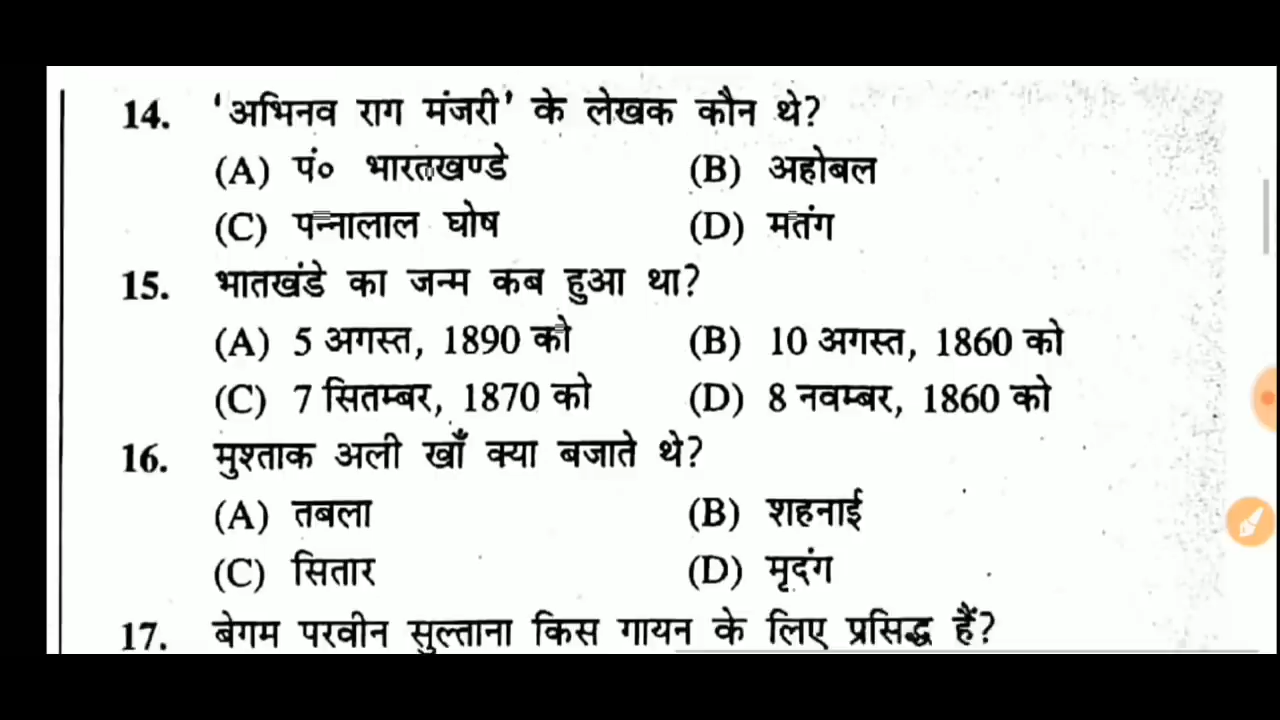 14. 'अभिनव राग मंजरी' के लेखक कौन थे?
(A) पं० भारतखण्डे (B) अहोबल
(C) पन्नालाल घोष (D) मतंग
15. भातखंडे का जन्म कब हुआ था?
(A) 5 अगस्त, 1890 को (B) 10 अगस्त, 1860 को
(C) 7 सितम्बर, 1870 को (D) 8 नवम्बर, 1860 को
16. मुश्ताक अली खाँ क्या बजाते थे?
(A) तबला (B) शहनाई
(C) सितार (D) मृदंग
17. बेगम परवीन सुल्ताना किस गायन के लिए प्रसिद्ध हैं?